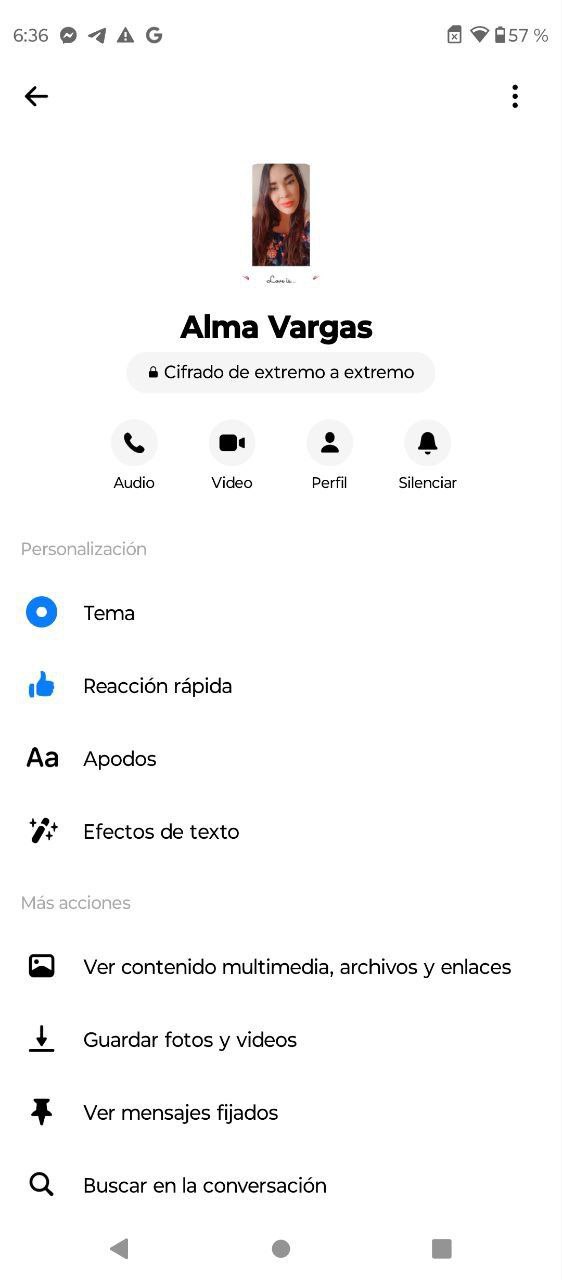 6:36
57 %
Love is...
Alma Vargas
Cifrado de extremo a extremo
Audio
Video
Perfil
Silenciar
Personalización
Tema
Reacción rápida
Aa
Apodos
Efectos de texto
Más acciones
Ver contenido multimedia, archivos y enlaces
Guardar fotos y videos
Ver mensajes fijados
Buscar en la conversación